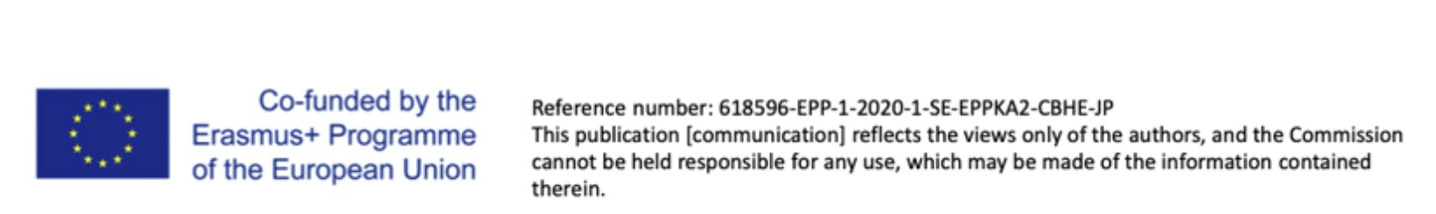 Co-funded by the
Erasmus+ Programme
of the European Union
Reference number: 618596-EPP-1-2020-1-SE-EPPKA2-CBHE-JP
This publication [communication] reflects the views only of the authors, and the Commission
cannot be held responsible for any use, which may be made of the information contained
therein.